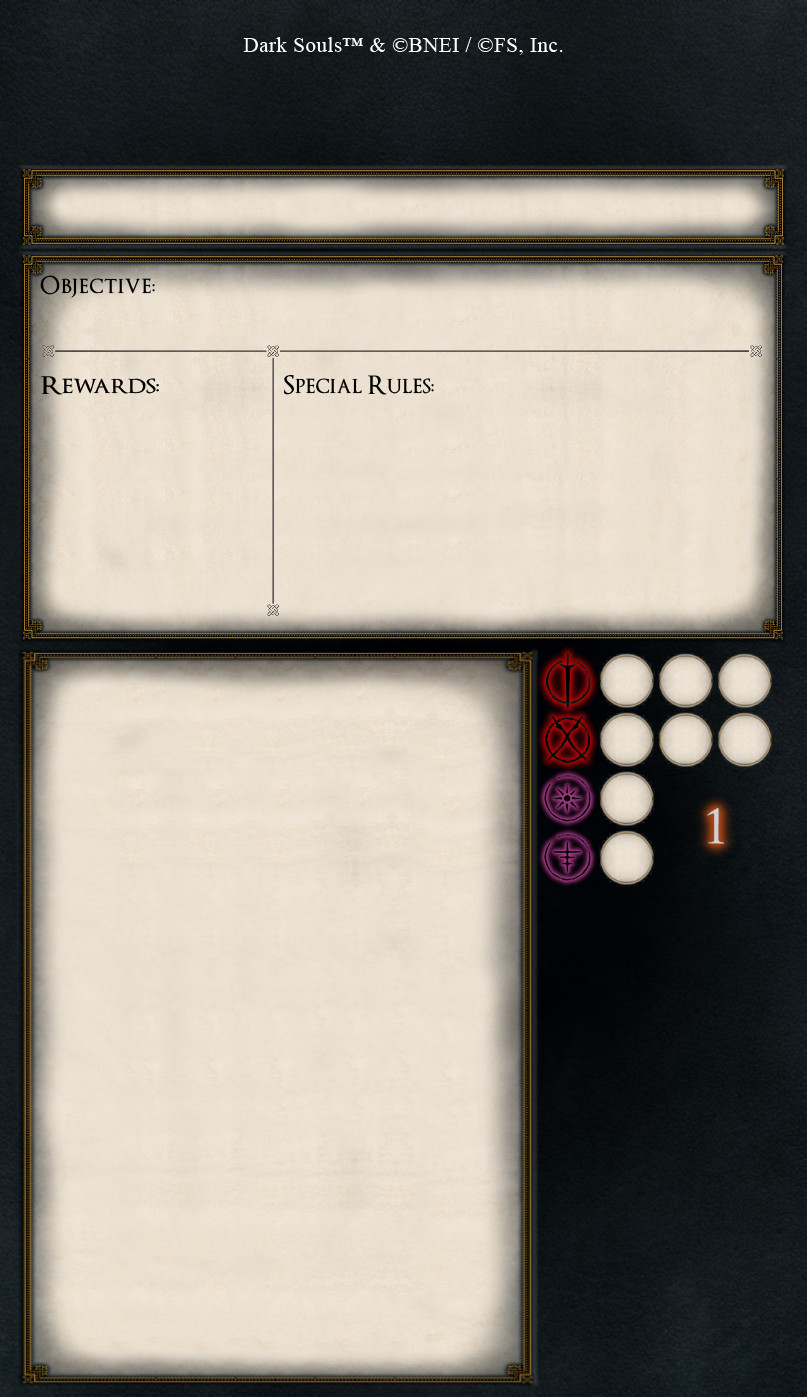 Dark Souls™ & ©BNEI / ©FS, Inc.
Objective:
Rewards:
Special Rules:
1